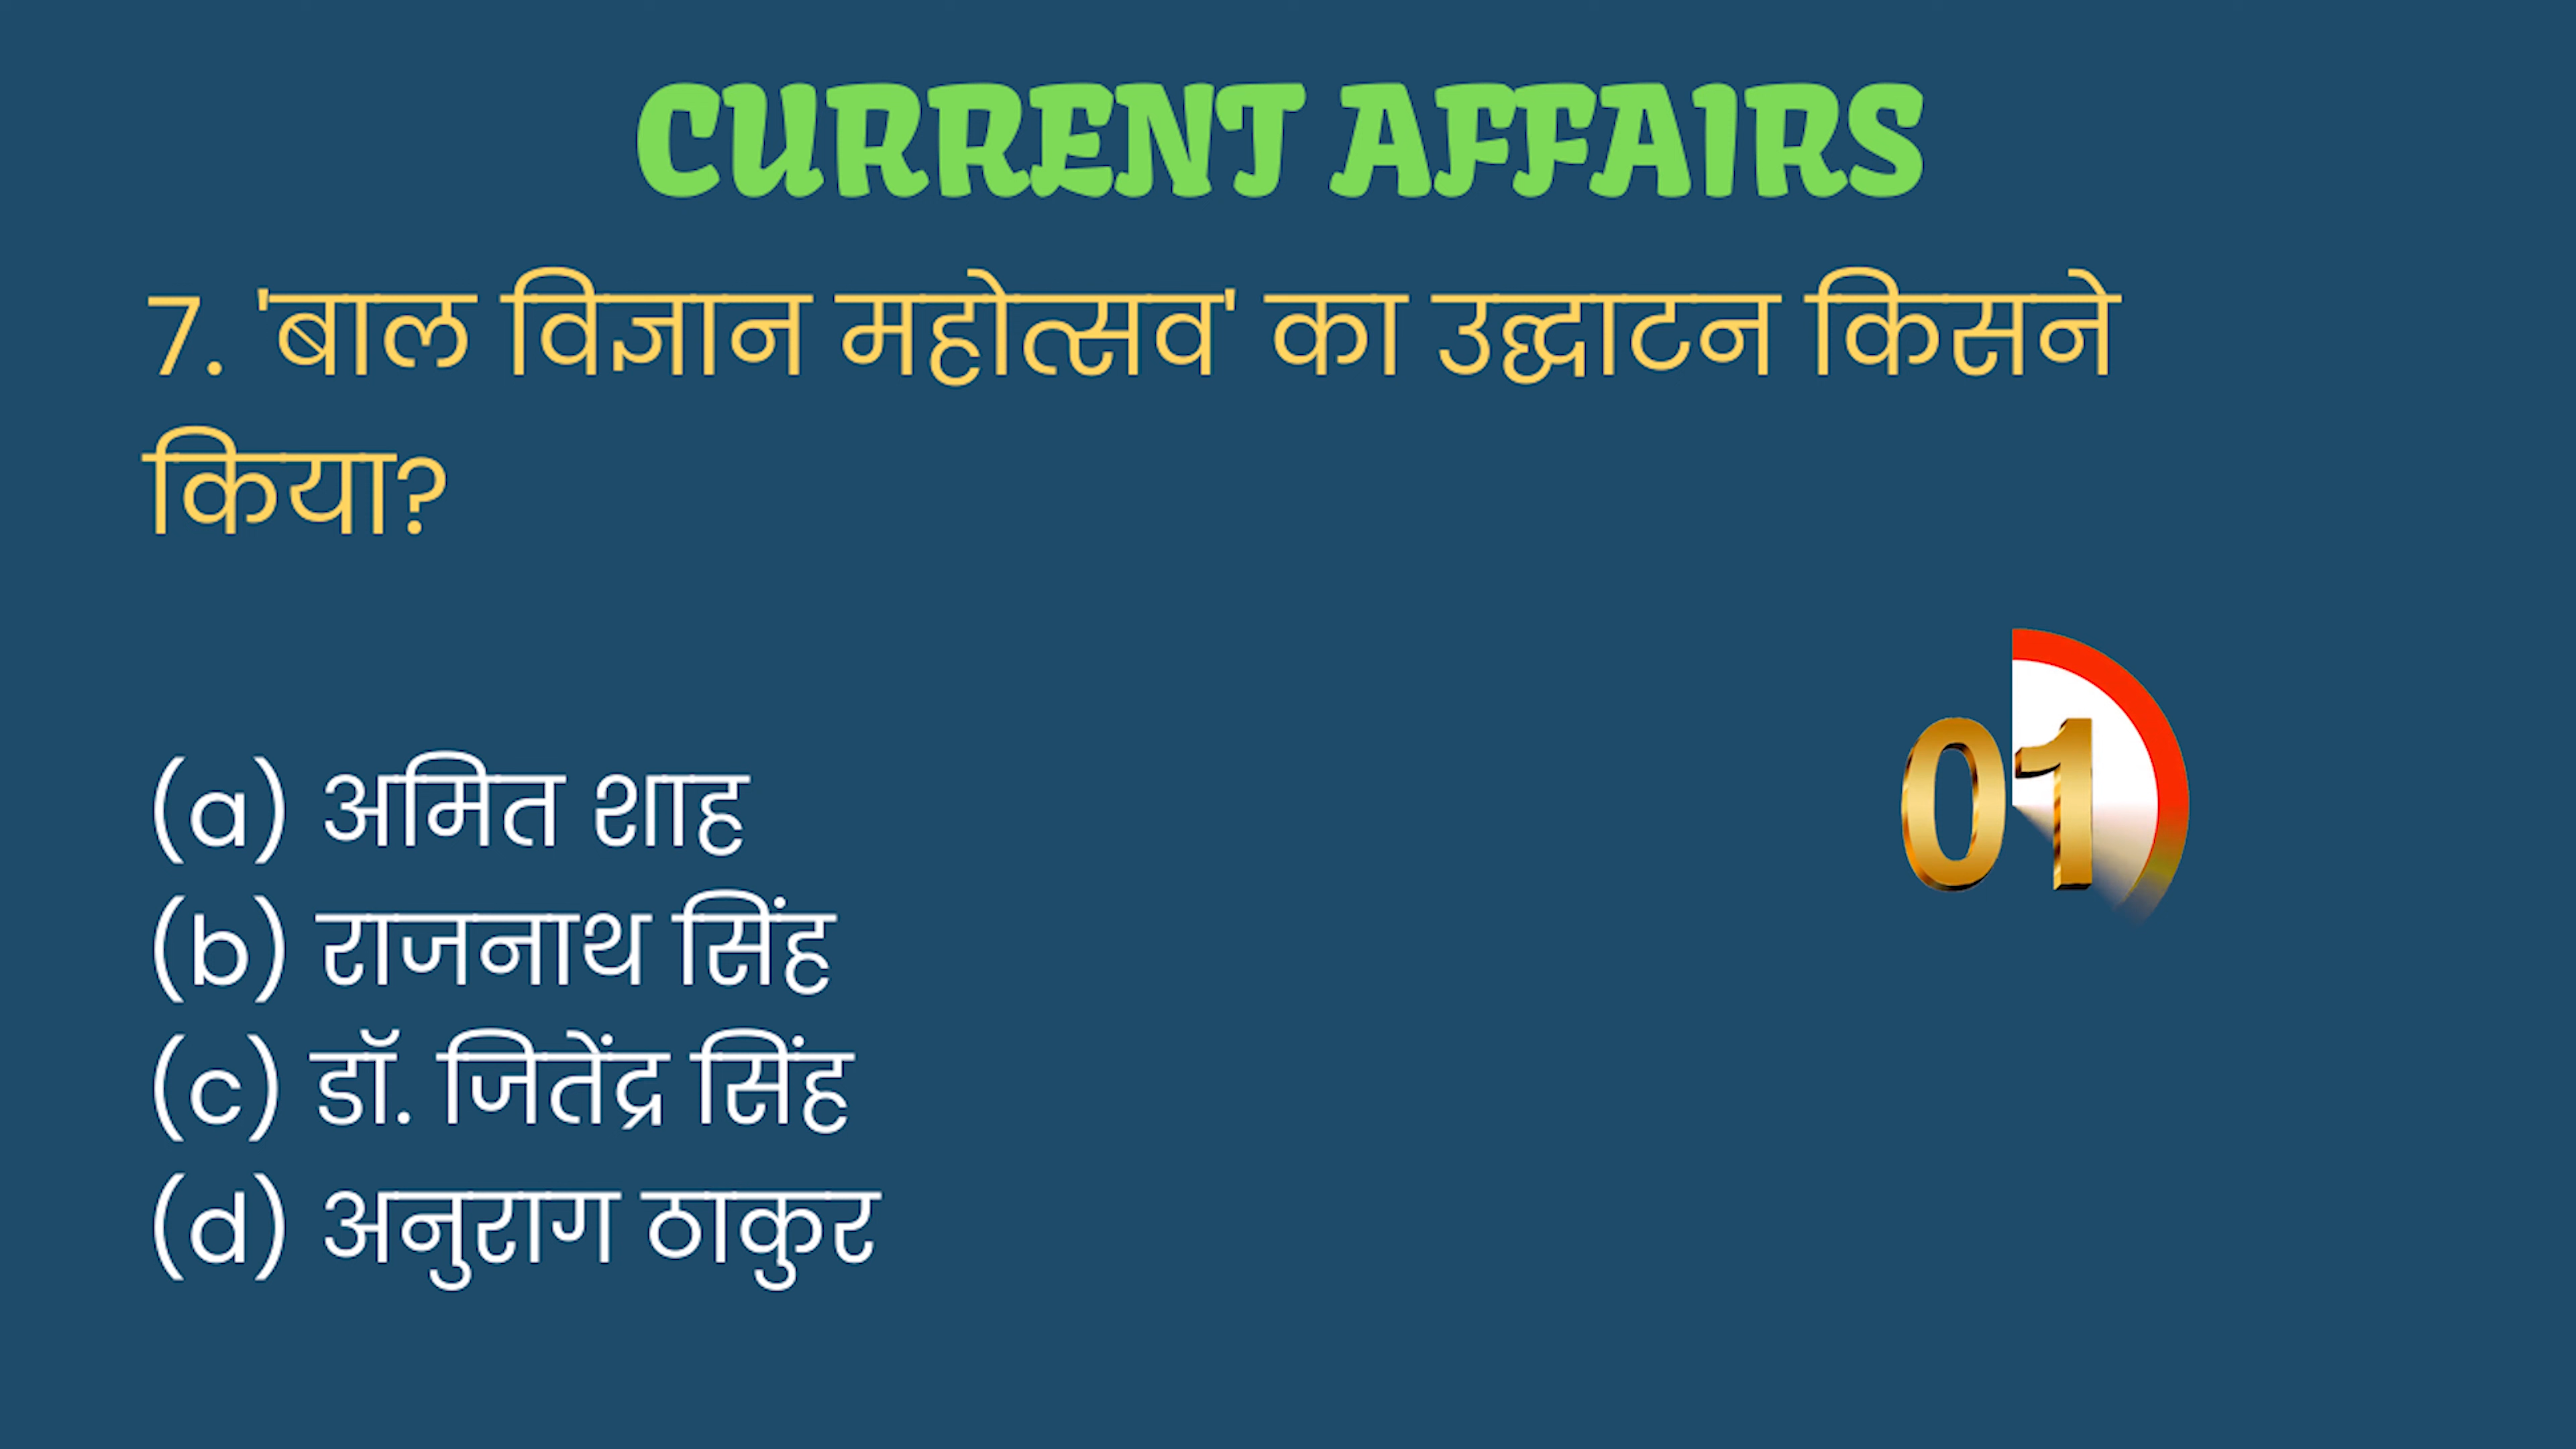 CURRENT AFFAIRS
7. 'बाल विज्ञान महोत्सव' का उद्घाटन किसने
किया?
01
(a) अमित शाह
(b) राजनाथ सिंह
(c) डॉ. जितेंद्र सिंह
(d) अनुराग ठाकुर